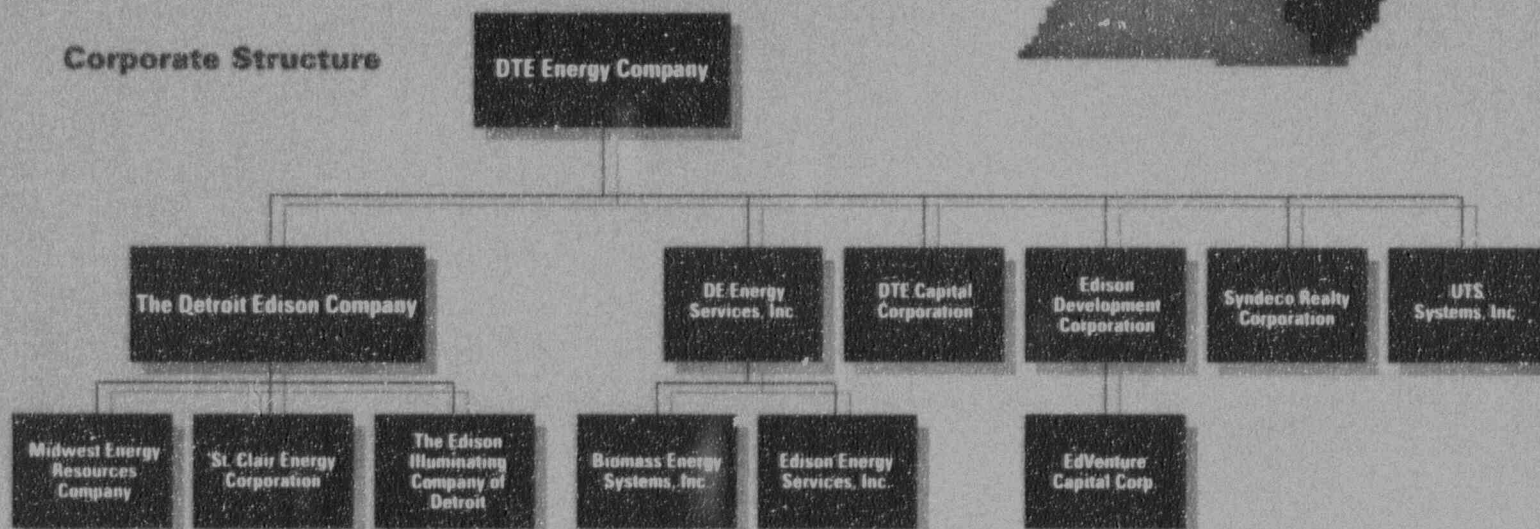 Corporate Structure
DTE Energy Company
The Detroit Edison Company
DE Energy
Services, Inc
DTE Capital
Corporation
Edison
Development
Corporation
Syndeco Realty
Corporation
UTS
Systems, Inc
Midwest Energy
Resources
Company
St. Clair Energy
Corporation
The Edison
Illuminating
Company of
Detroit
Biomass Energy
Systems, Inc
Edison Energy
Services, Inc.
EdVenture
Capital Corp